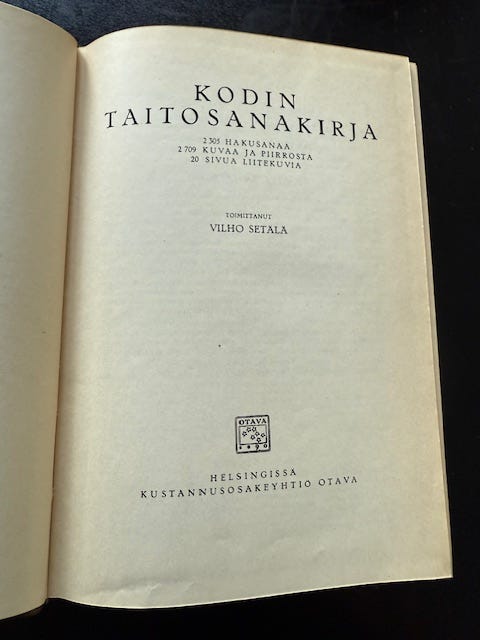 KODIN
TAITOSANAKIRJA
2 305 HAKUSANAA
2 709 KUVAA JA PIIRROSTA
20 SIVUA LIITEKUVIA
TOIMITTANUT
VILHO SETÄLÄ
OTAVA
1890
HELSINGISSÄ
KUSTANNUSOSAKEYHTIÖ OTAVA